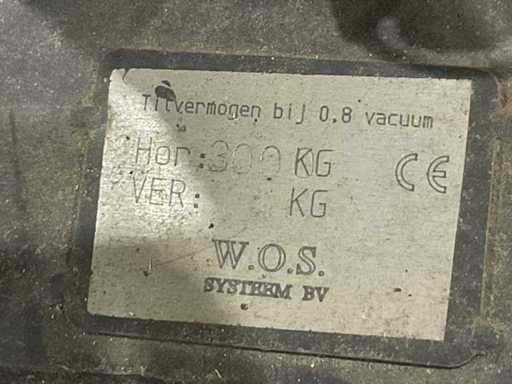 Tilvermogen bij 0.8 vacuum
Hor: 300 KG
CE
VER: KG
W.O.S.
SYSTEEM BV